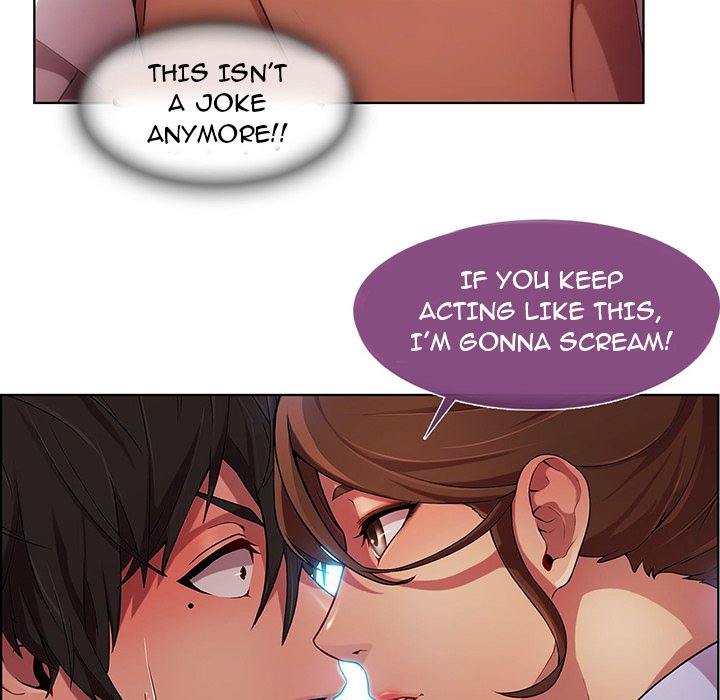 THIS ISN'T
A JOKE
ANYMORE!!
IF YOU KEEP
ACTING LIKE THIS,
I'M GONNA SCREAM!